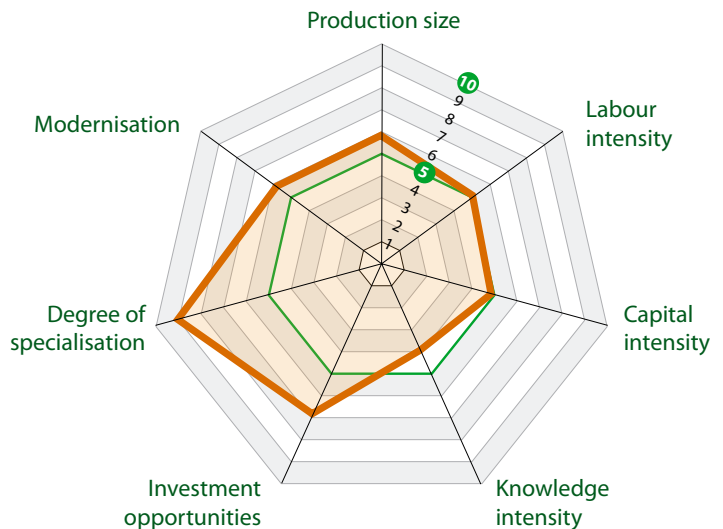 Production size
Labour
intensity
Capital
intensity
Knowledge
intensity
Investment
opportunities
Degree of
specialisation
Modernisation
10
9
8
7
6
5
4
3
2
1